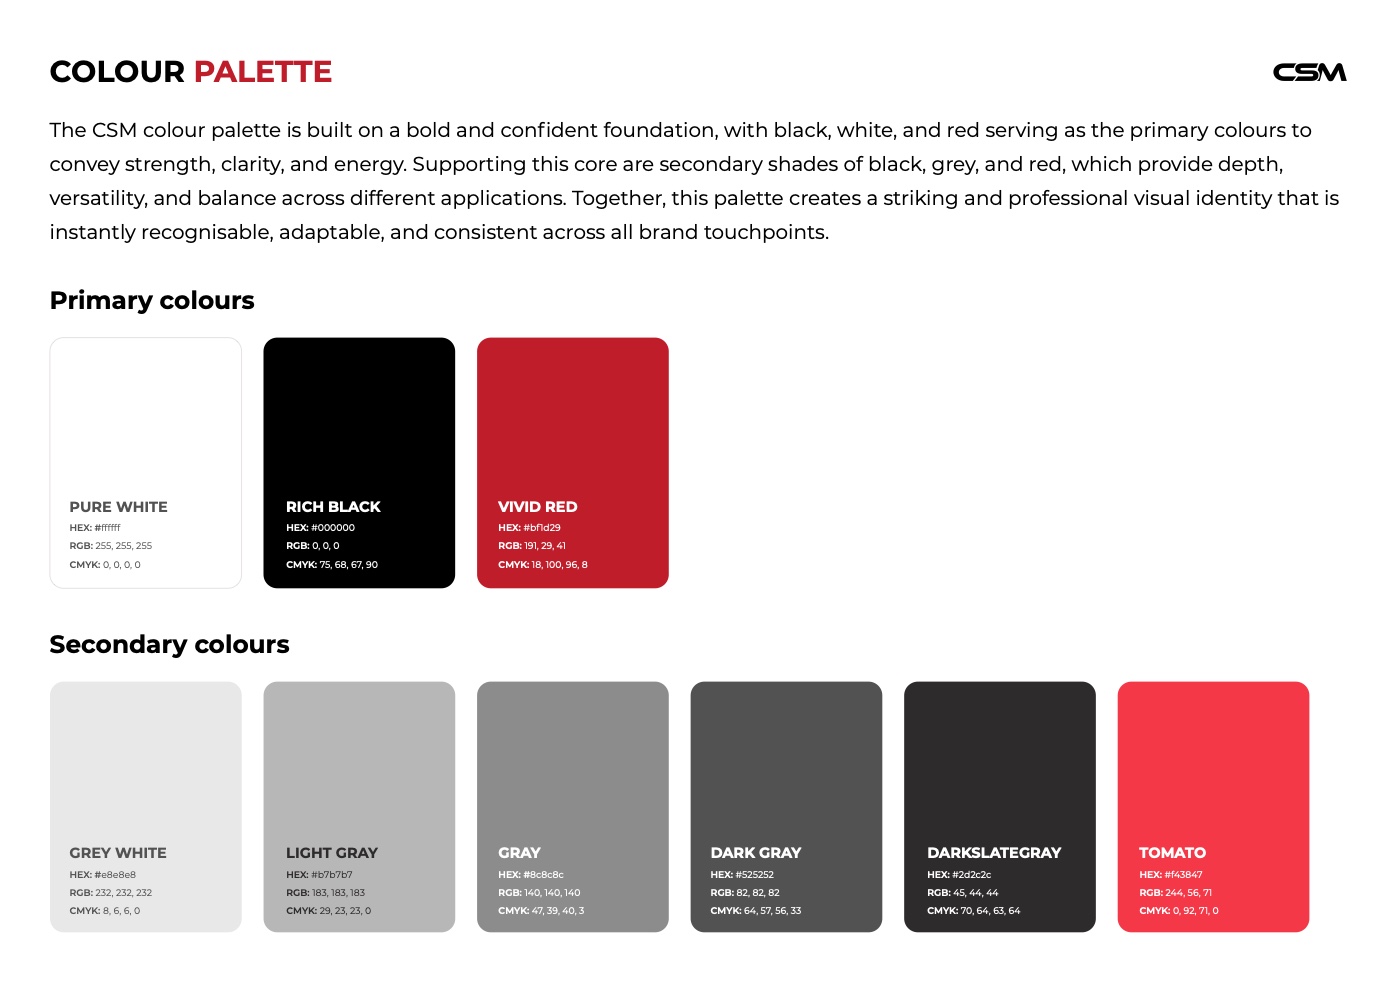 COLOUR PALETTE
CSM
The CSM colour palette is built on a bold and confident foundation, with black, white, and red serving as the primary colours to
convey strength, clarity, and energy. Supporting this core are secondary shades of black, grey, and red, which provide depth,
versatility, and balance across different applications. Together, this palette creates a striking and professional visual identity that is
instantly recognisable, adaptable, and consistent across all brand touchpoints.
Primary colours
PURE WHITE
HEX: #ffffff
RGB: 255, 255, 255
CMYK: 0, 0, 0, 0
RICH BLACK
HEX: #000000
RGB: 0, 0, 0
CMYK: 75, 68, 67, 90
VIVID RED
HEX: #bf1d29
RGB: 191, 29, 41
CMYK: 18, 100, 96, 8
Secondary colours
GREY WHITE
HEX: #e8e8e8
RGB: 232, 232, 232
CMYK: 8, 6, 6, 0
LIGHT GRAY
HEX: #b7b7b7
RGB: 183, 183, 183
CMYK: 29, 23, 23, 0
GRAY
HEX: #8c8c8c
RGB: 140, 140, 140
CMYK: 47, 39, 40, 3
DARK GRAY
HEX: #525252
RGB: 82, 82, 82
CMYK: 64, 57, 56, 33
DARKSLATEGRAY
HEX: #2d2c2c
RGB: 45, 44, 44
CMYK: 70, 64, 63, 64
TOMATO
HEX: #f43847
RGB: 244, 56, 71
CMYK: 0, 92, 71, 0